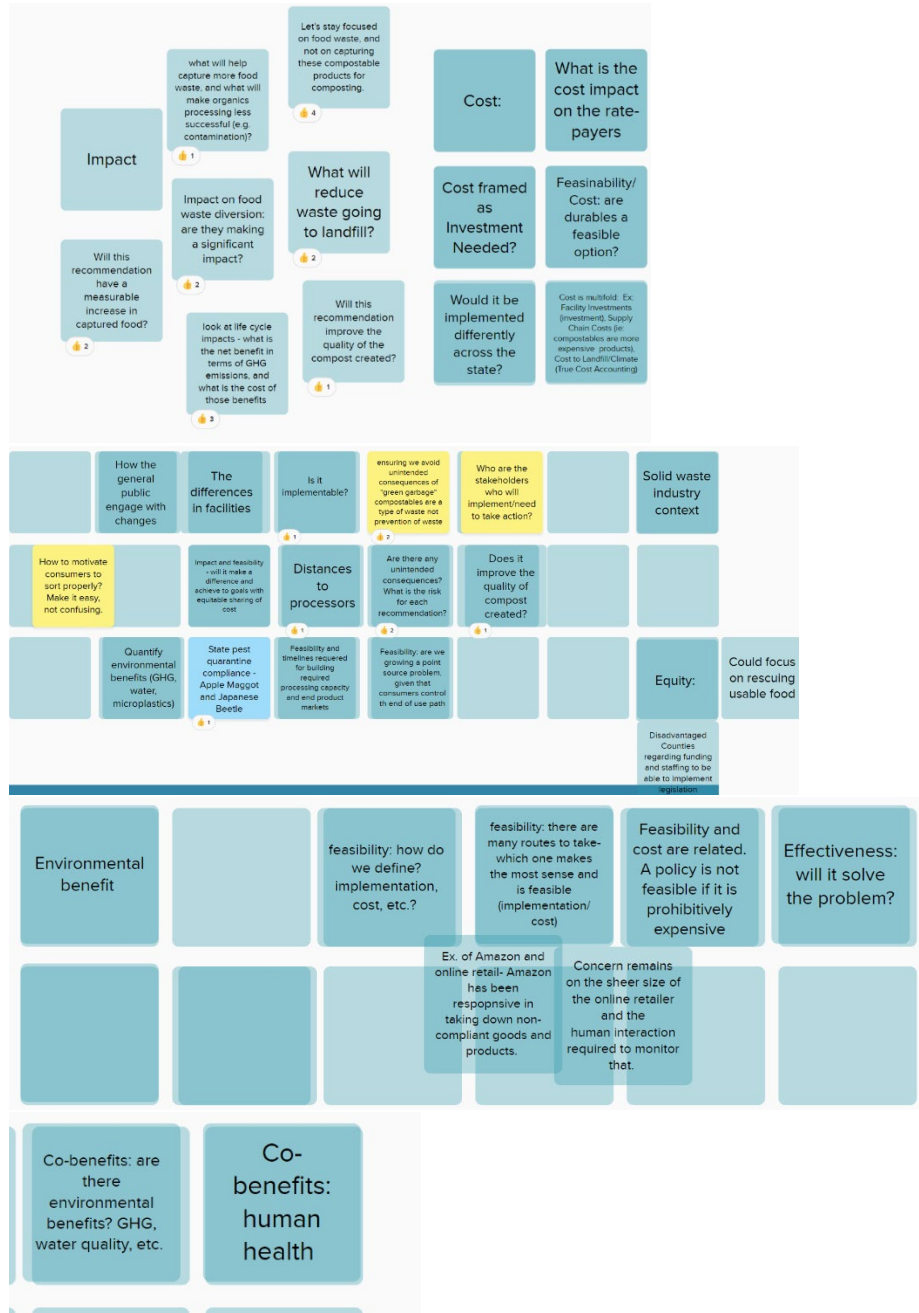 Let's stay focused
on food waste, and
not on capturing
these compostable
products for
composting.
4
what will help
capture more food
waste, and what will
make organics
processing less
successful (e.g.
contamination)?
1
Impact
Impact on food
waste diversion:
are they making
a significant
impact?
2
What will
reduce
waste going
to landfill?
2
Will this
recommendation
have a
measurable
increase in
captured food?
2
look at life cycle
impacts - what is
the net benefit in
terms of GHG
emissions, and
what is the cost of
those benefits
3
Will this
recommendation
improve the
quality of the
compost created?
1
Cost:
What is the
cost impact
on the rate-
payers
Cost framed
as
Investment
Needed?
Feasinability/
Cost: are
durables a
feasible
option?
Would it be
implemented
differently
across the
state?
Cost is multifold: Ex:
Facility Investments
(investment), Supply
Chain Costs (ie:
compostables are more
expensive products),
Cost to Landfill/Climate
(True Cost Accounting)
How the
general
public
engage with
changes
The
differences
in facilities
Is it
implementable?
1
ensuring we avoid
unintended
consequences of
"green garbage"
compostables are a
type of waste not
prevention of waste
2
Who are the
stakeholders
who will
implement/need
to take action?
Solid waste
industry
context
How to motivate
consumers to
sort properly?
Make it easy,
not confusing.
Impact and feasibility
- will it make a
difference and
achieve to goals with
equitable sharing of
cost
Distances
to
processors
1
Are there any
unintended
consequences?
What is the risk
for each
recommendation?
2
Does it
improve the
quality of
compost
created?
1
Quantify
environmental
benefits (GHG,
water,
microplastics)
State pest
quarantine
compliance -
Apple Maggot
and Japanese
Beetle
1
Feasibility and
timelines requered
for building
required
processing capacity
and end product
markets
Feasibility: are we
growing a point
source problem,
given that
consumers control
th end of use path
Equity:
Could focus
on rescuing
usable food
Disadvantaged
Counties
regarding funding
and staffing to be
able to implement
legislation
Environmental
benefit
feasibility: how do
we define?
implementation,
cost, etc.?
feasibility: there are
many routes to take-
which one makes
the most sense and
is feasible
(implementation/
cost)
Feasibility and
cost are related.
A policy is not
feasible if it is
prohibitively
expensive
Effectiveness:
will it solve
the problem?
Ex. of Amazon and
online retail- Amazon
has been
respopnsive in
taking down non-
compliant goods and
products.
Concern remains
on the sheer size of
the online retailer
and the
human interaction
required to monitor
that.
Co-benefits: are
there
environmental
benefits? GHG,
water quality, etc.
Co-
benefits:
human
health